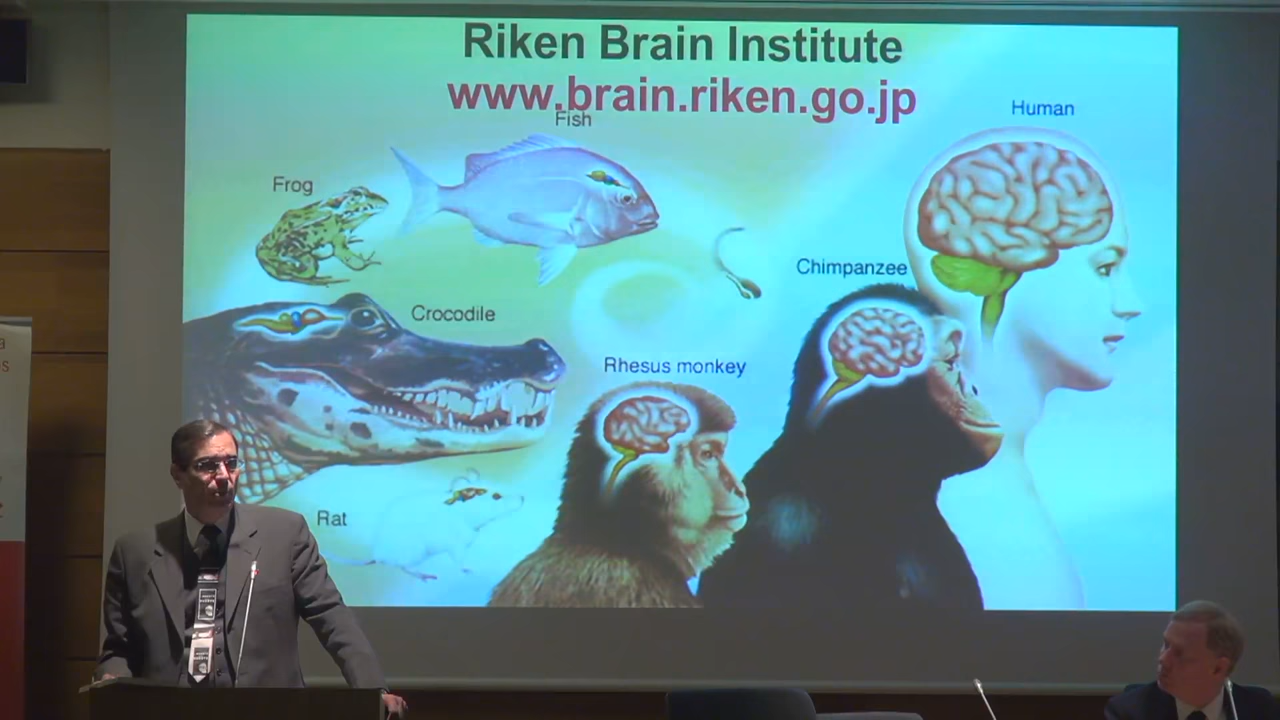 Riken Brain Institute
www.brain.riken.go.jp
Fish
Human
Frog
Chimpanzee
Crocodile
Rhesus monkey
Rat